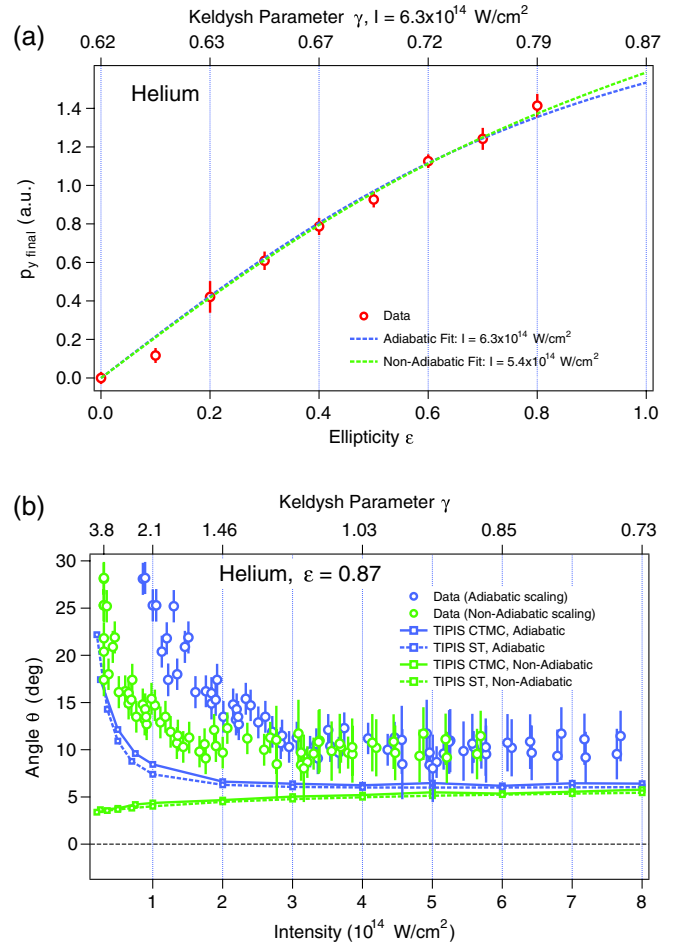 (a)
Keldysh Parameter γ, I = 6.3x10^14 W/cm^2
0.62 0.63 0.67 0.72 0.79 0.87
Helium
p_y final (a.u.)
1.4
1.2
1.0
0.8
0.6
0.4
0.2
0.0
Data
Adiabatic Fit: I = 6.3x10^14 W/cm^2
Non-Adiabatic Fit: I = 5.4x10^14 W/cm^2
0.0 0.2 0.4 0.6 0.8 1.0
Ellipticity ε
(b)
Keldysh Parameter γ
3.8 2.1 1.46 1.03 0.85 0.73
Helium, ε = 0.87
Angle θ (deg)
30
25
20
15
10
5
0
Data (Adiabatic scaling)
Data (Non-Adiabatic scaling)
TIPIS CTMC, Adiabatic
TIPIS ST, Adiabatic
TIPIS CTMC, Non-Adiabatic
TIPIS ST, Non-Adiabatic
1 2 3 4 5 6 7 8
Intensity (10^14 W/cm^2)